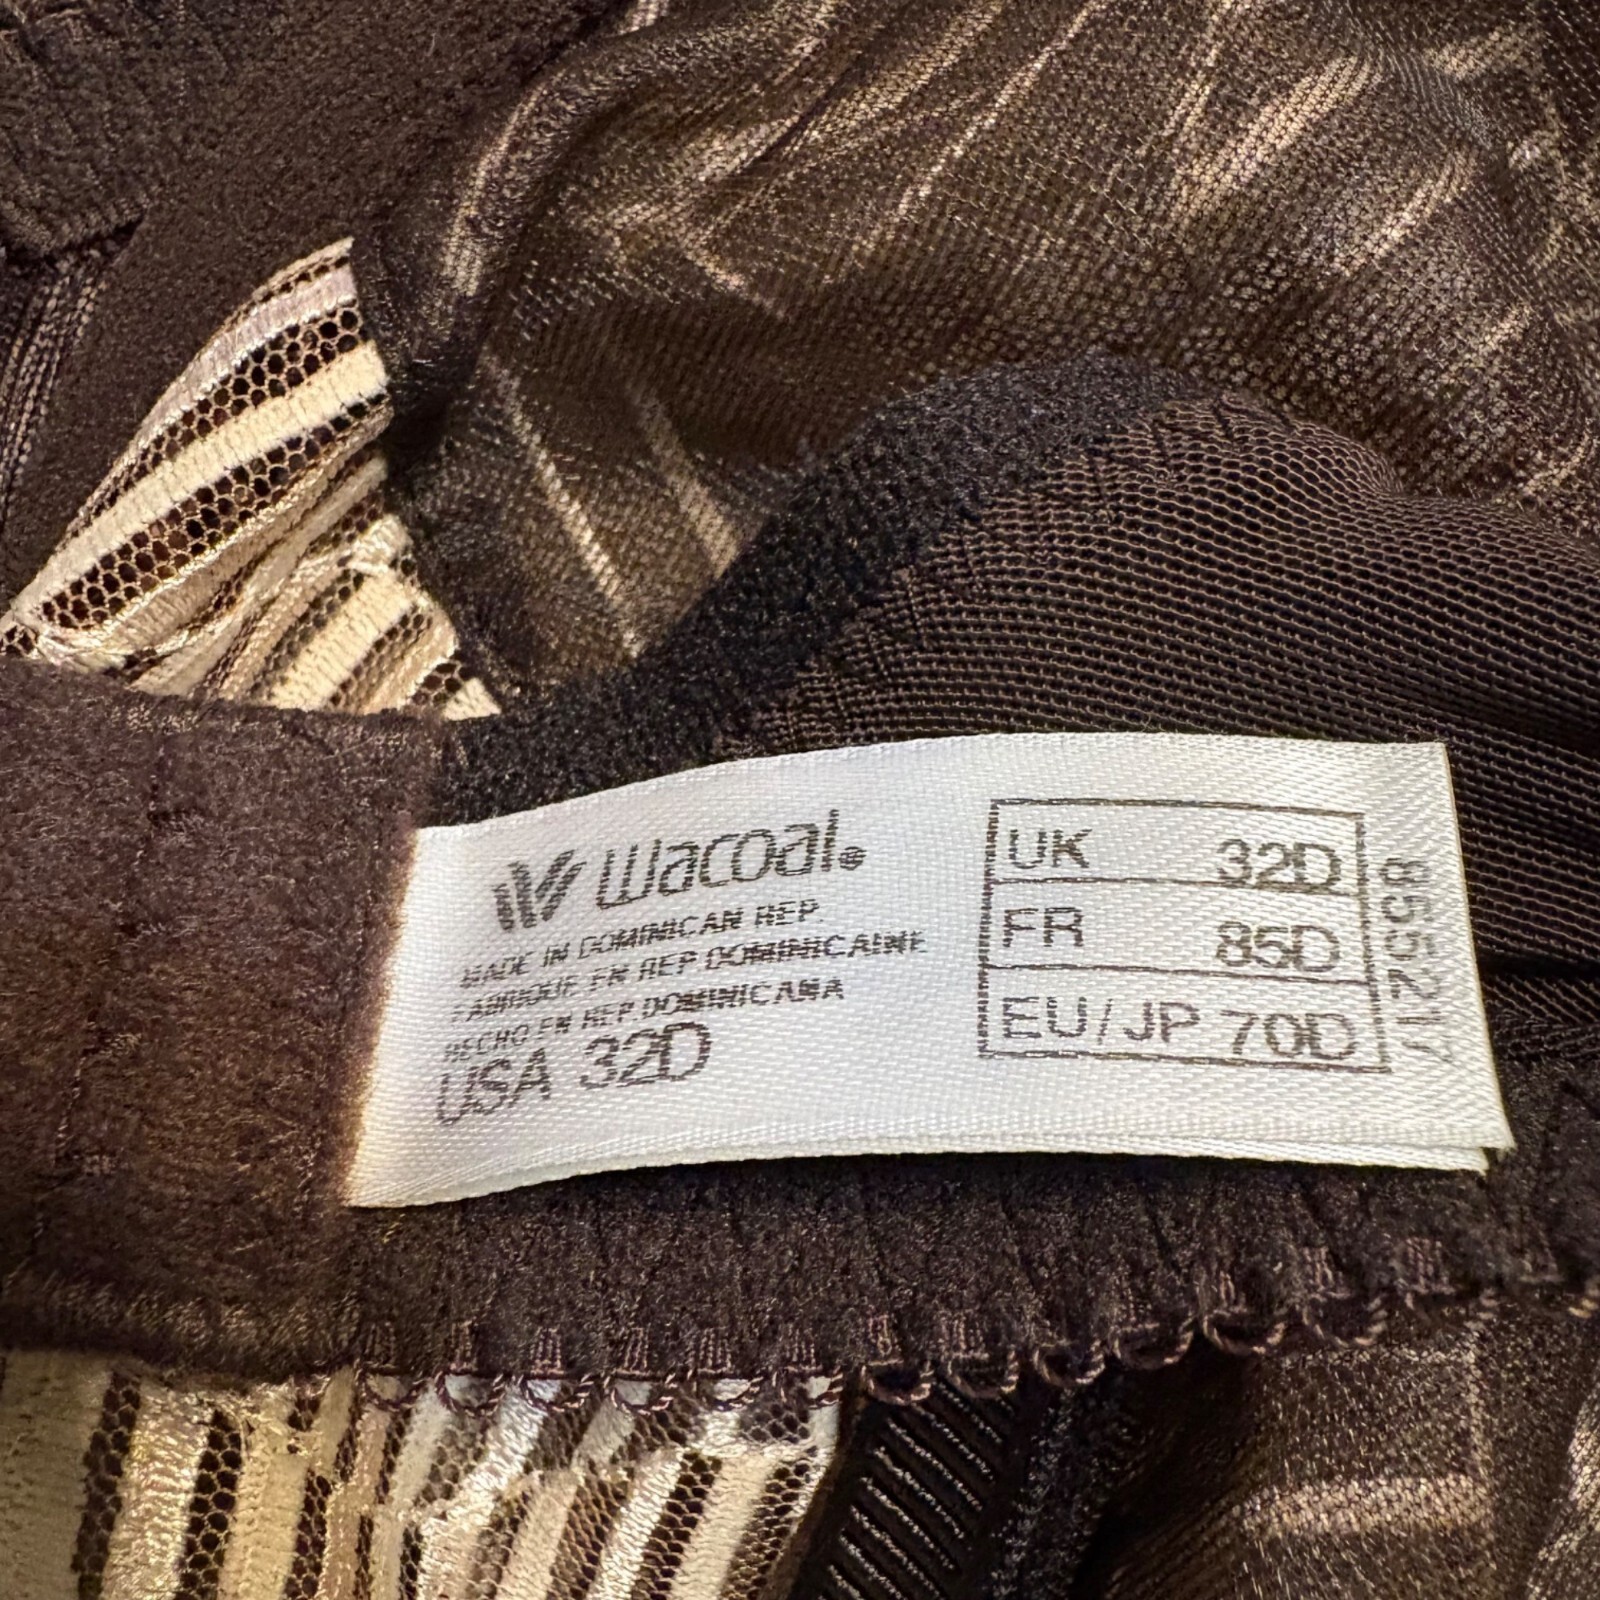 wacoal®
MADE IN DOMINICAN REP
FABRIQUE EN REP DOMINICAINE
HECHO EN REP DOMINICANA
USA 32D
UK 32D
FR 85D
EU/JP 70D
855217